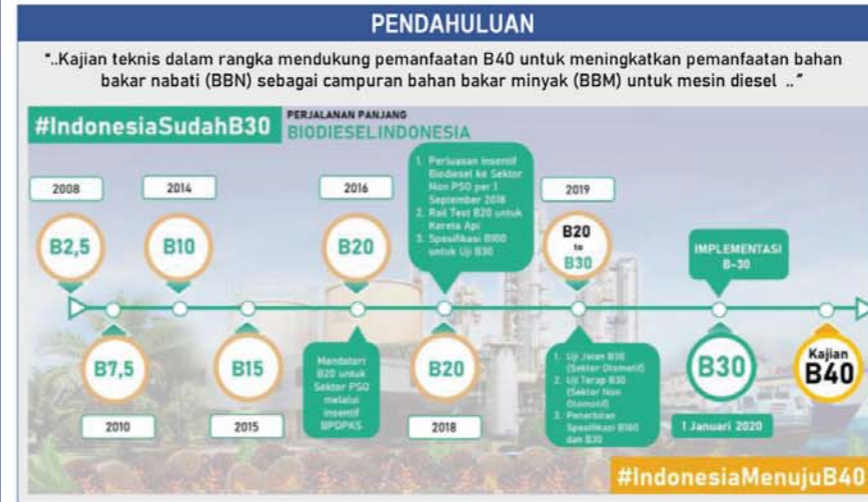 PENDAHULUAN
“..Kajian teknis dalam rangka mendukung pemanfaatan B40 untuk meningkatkan pemanfaatan bahan
bakar nabati (BBN) sebagai campuran bahan bakar minyak (BBM) untuk mesin diesel ..”
#IndonesiaSudahB30
PERJALANAN PANJANG
BIODIESELINDONESIA
2008
B2,5
2010
B7,5
2014
B10
2015
B15
2016
B20
Mandatori
B20 untuk
Sektor PSO
melalui
insentif
BPDPKS
1. Perluasan Insentif
Biodiesel ke Sektor
Non PSO per 1
September 2018
2. Rail Test B20 untuk
Kereta Api
3. Spesifikasi B100
untuk Uji B30
B20
2018
2019
B20
to
B30
1. Uji Jalan B30
(Sektor Otomotif)
2. Uji Terap B30
(Sektor Non
Otomotif)
3. Penerbitan
Spesifikasi B100
dan B30
IMPLEMENTASI
B-30
B30
1 Januari 2020
Kajian
B40
#IndonesiaMenujuB40